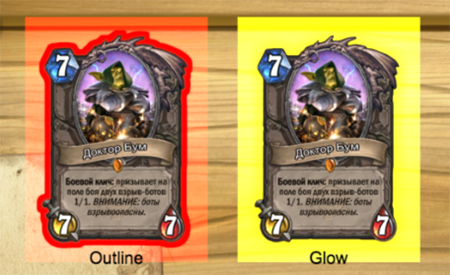 7
7
Доктор Бум
Доктор Бум
Боевой клич: призывает на
поле боя двух взрыв-ботов
1/1. ВНИМАНИЕ: боты
взрывоопасны.
Боевой клич: призывает на
поле боя двух взрыв-ботов
1/1. ВНИМАНИЕ: боты
взрывоопасны.
7 7
7 7
Outline
Glow